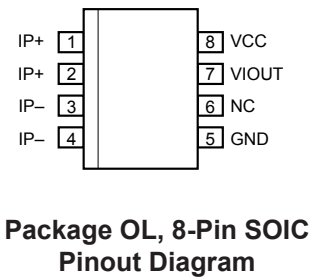 IP+ 1 8 VCC
IP+ 2 7 VIOUT
IP– 3 6 NC
IP– 4 5 GND
Package OL, 8-Pin SOIC
Pinout Diagram